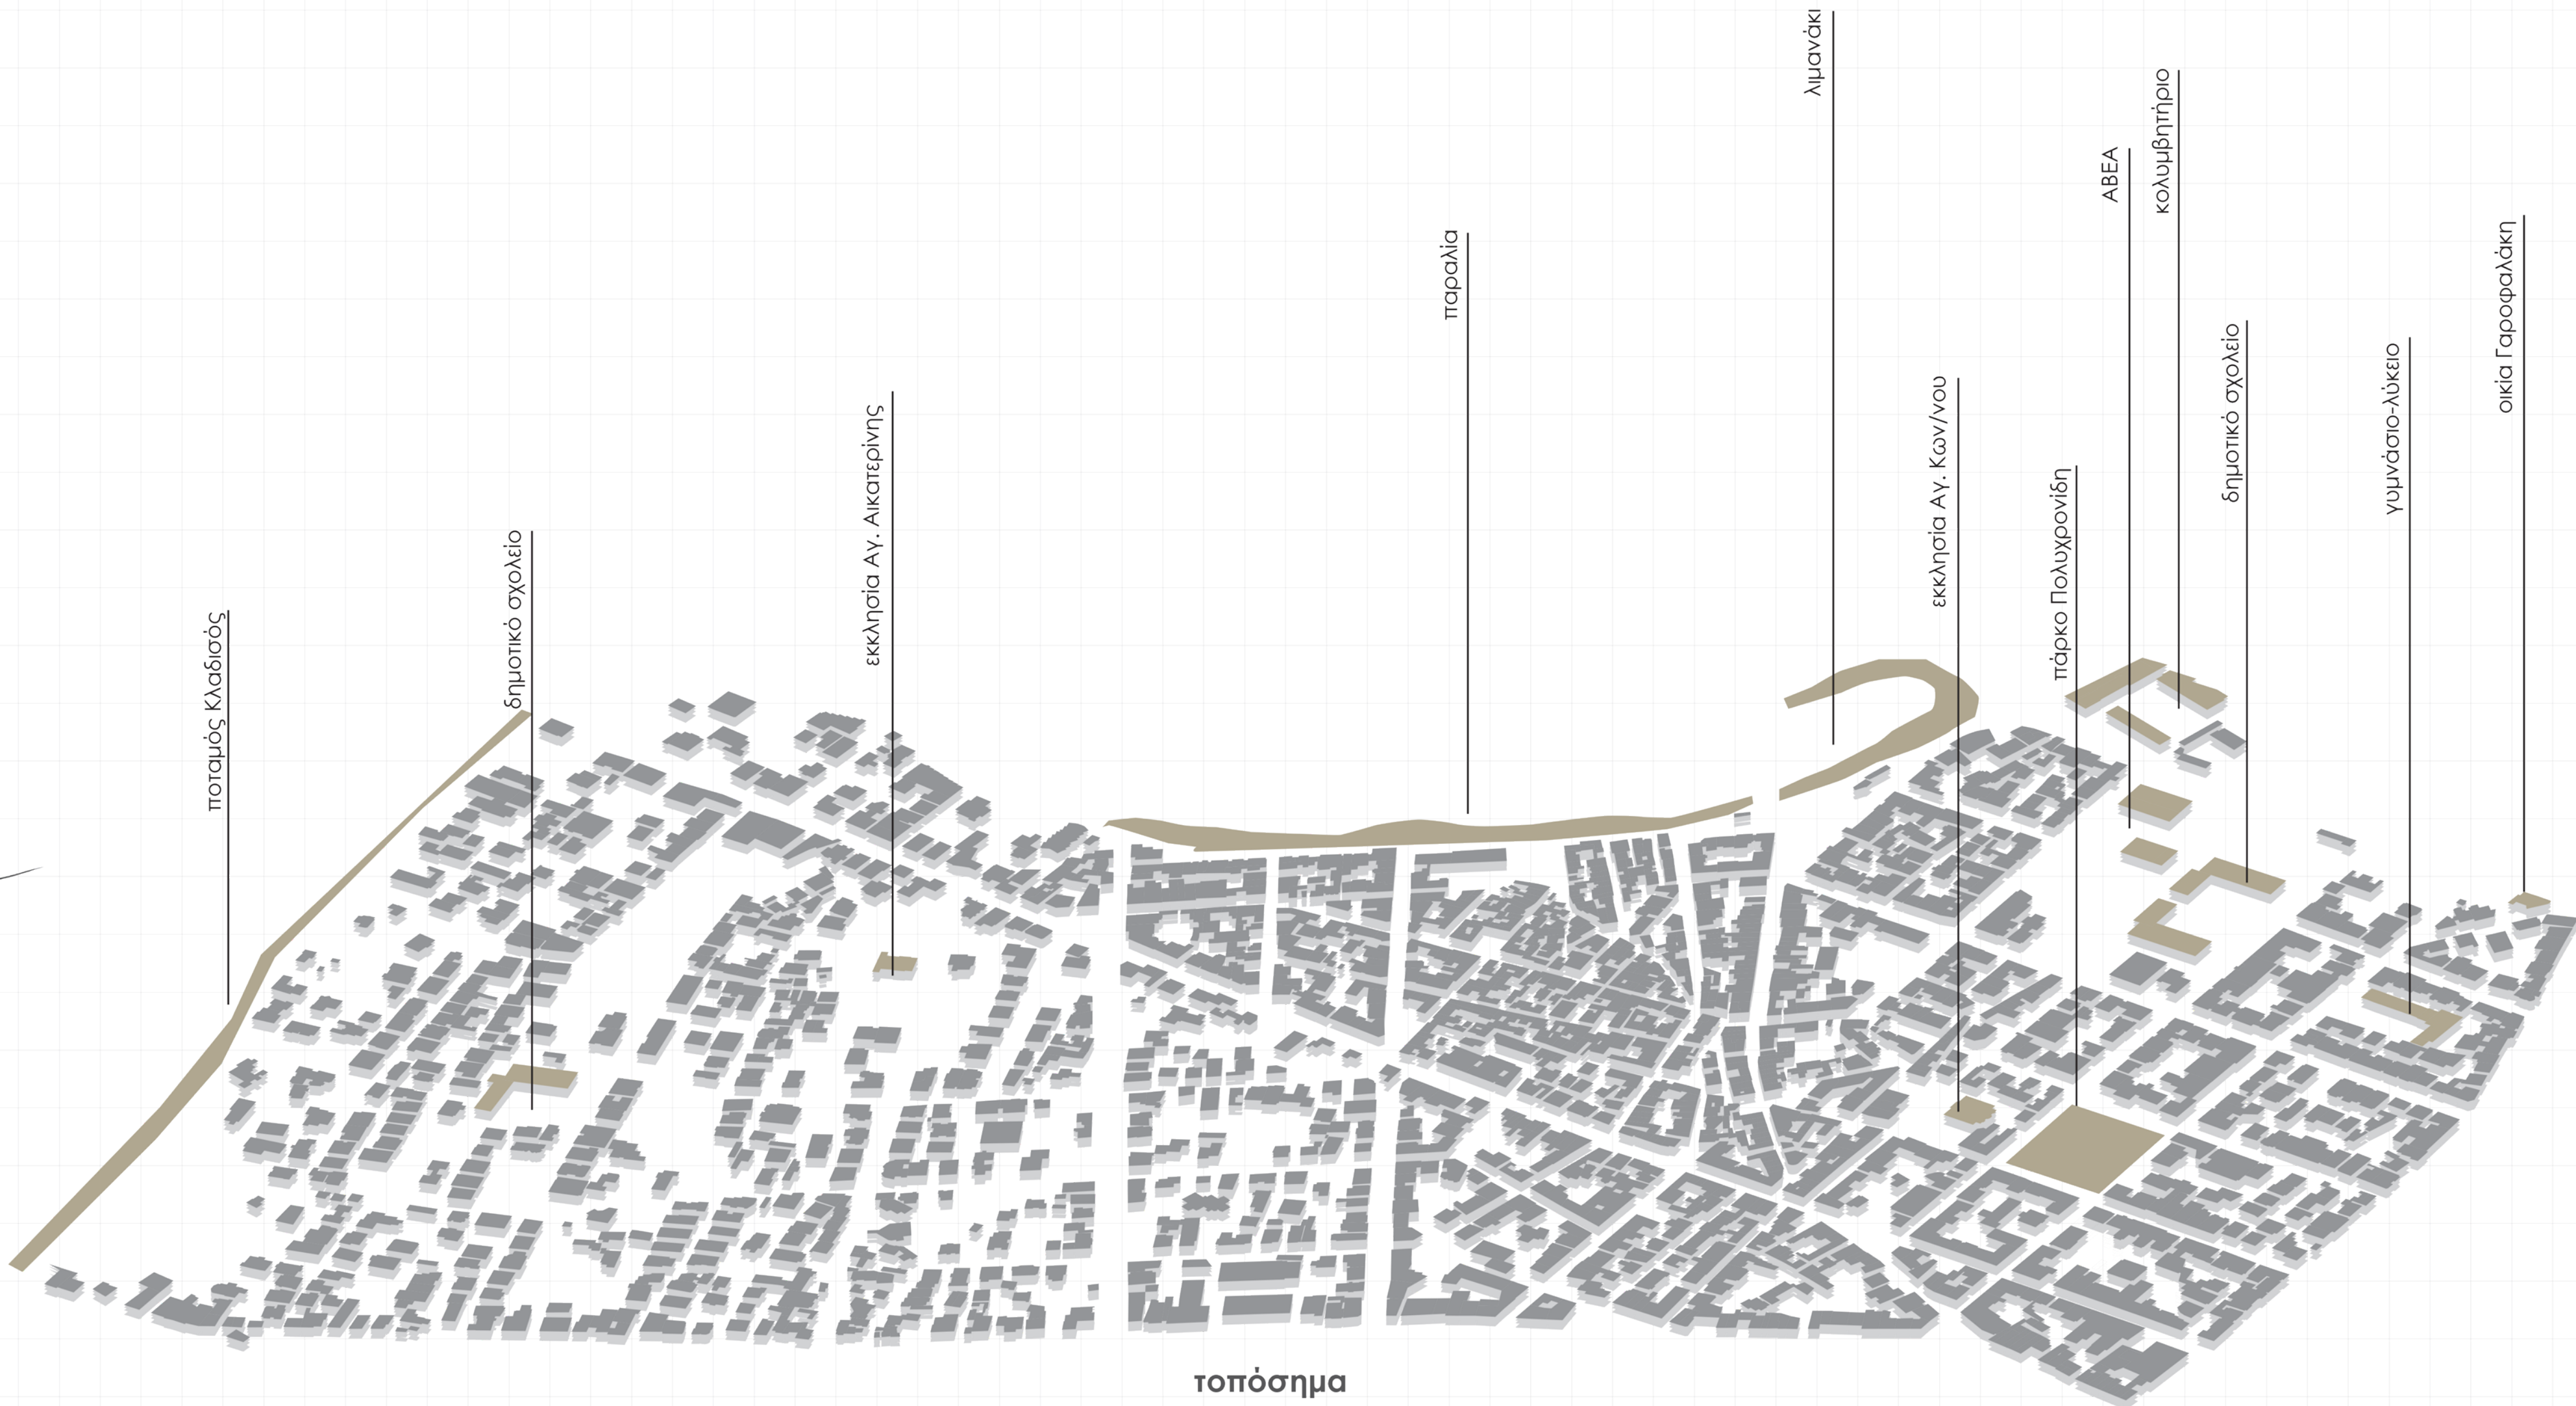 ποταμός Κλαδισός
δημοτικό σχολείο
εκκλησία Αγ. Αικατερίνης
παραλία
λιμανάκι
εκκλησία Αγ. Κων/νου
πάρκο Πολυχρονίδη
ΑΒΕΑ
κολυμβητήριο
δημοτικό σχολείο
γυμνάσιο-λύκειο
οικία Γαροφαλάκη
τοπόσημα